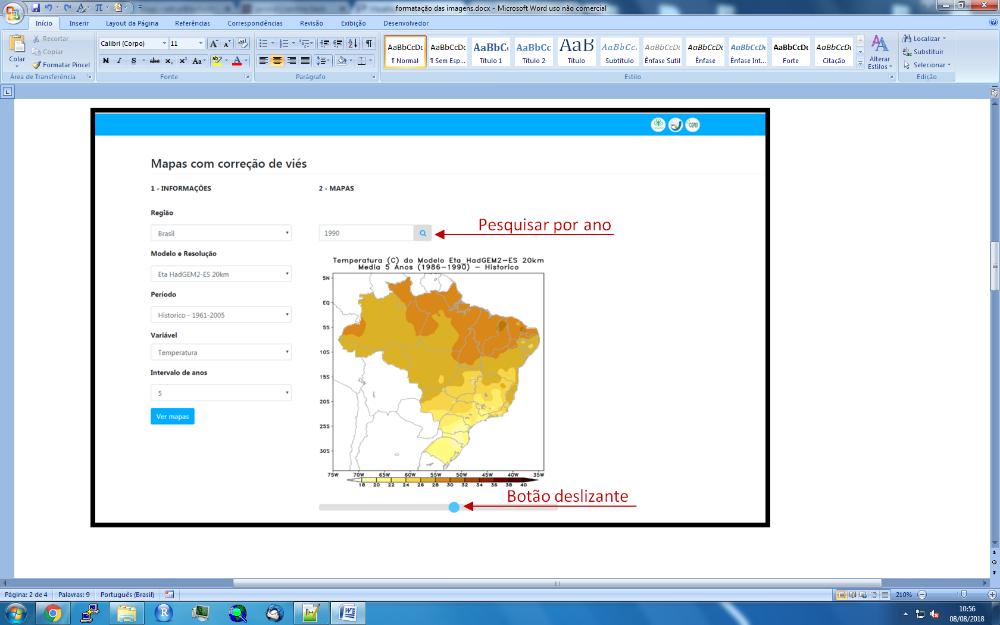 formatação das imagens.docx - Microsoft Word uso não comercial
Início Inserir Layout da Página Referências Correspondências Revisão Exibição Desenvolvedor
Colar
Recortar
Copiar
Formatar Pincel
Área de Transferência
Calibri (Corpo) 11
N I S abc x₂ x² Aa
Fonte
Parágrafo
AaBbCcDc AaBbCcDc AaBbC AaBbCc AaB AaBbCc. AaBbCcDc AaBbCcDc AaBbCcDc AaBbCcDc AaBbCcDc
¶ Normal ¶ Sem Esp... Título 1 Título 2 Título Subtítulo Ênfase Sutil Ênfase Ênfase Int... Forte Citação
Estilo
Alterar
Estilos
Localizar
Substituir
Selecionar
Edição
CGPDI
Mapas com correção de viés
1 - INFORMAÇÕES
2 - MAPAS
Região
Brasil
Modelo e Resolução
Eta HadGEM2-ES 20km
Período
Historico - 1961-2005
Variável
Temperatura
Intervalo de anos
5
Ver mapas
1990
Pesquisar por ano
Temperatura (C) do Modelo Eta_HadGEM2-ES 20km
Media 5 Anos (1986-1990) - Historico
5N
EQ
5S
10S
15S
20S
25S
30S
75W 70W 65W 60W 55W 50W 45W 40W 35W
18 20 22 24 26 28 30 32 34 36 38 40
Botão deslizante
Página: 2 de 4 Palavras: 9 Português (Brasil) 210%
10:56
08/08/2018